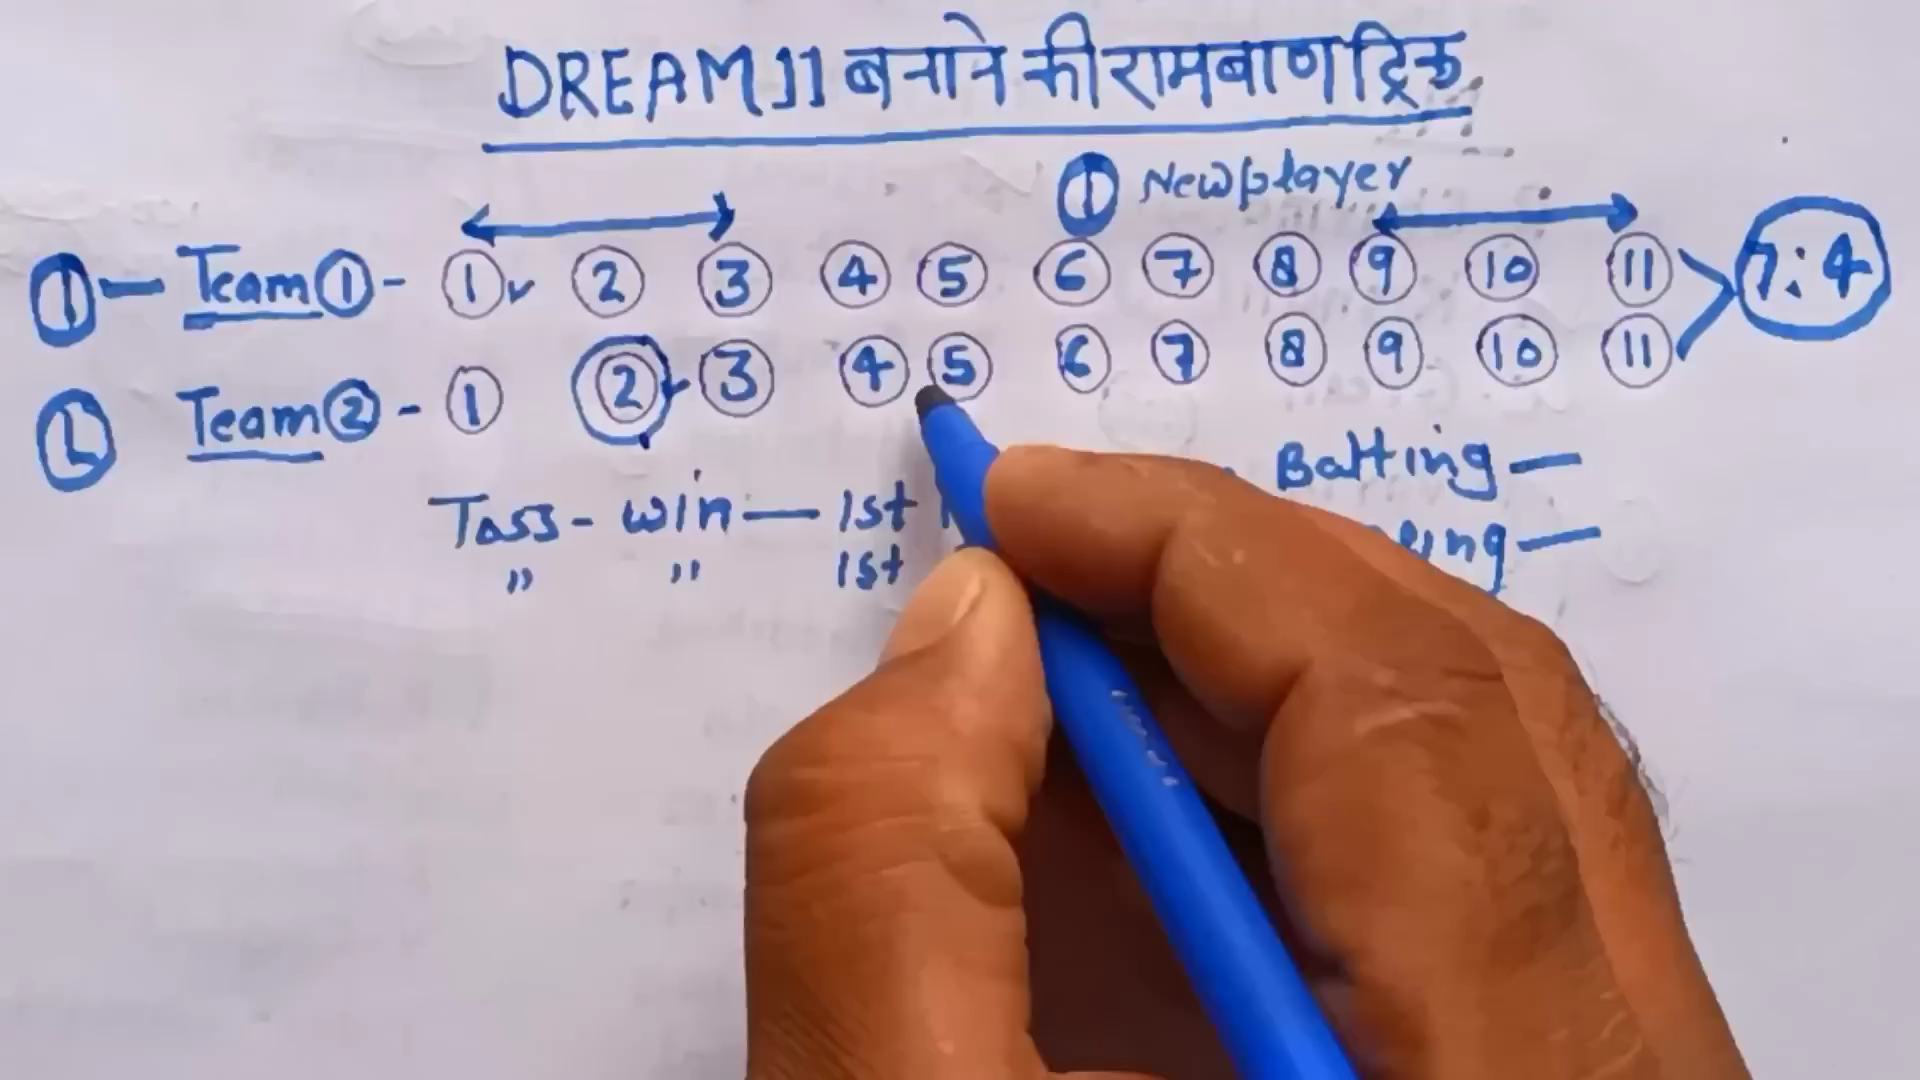 DREAM11 बनाने की रामबाण ट्रिक
① Newplayer
① — Team① - ① ② ③ ④ ⑤ ⑥ ⑦ ⑧ ⑨ ⑩ ⑪ 7:4
Team② - ① ② ③ ④ ⑤ ⑥ ⑦ ⑧ ⑨ ⑩ ⑪
Toss - win — 1st Batting —
" " 1st